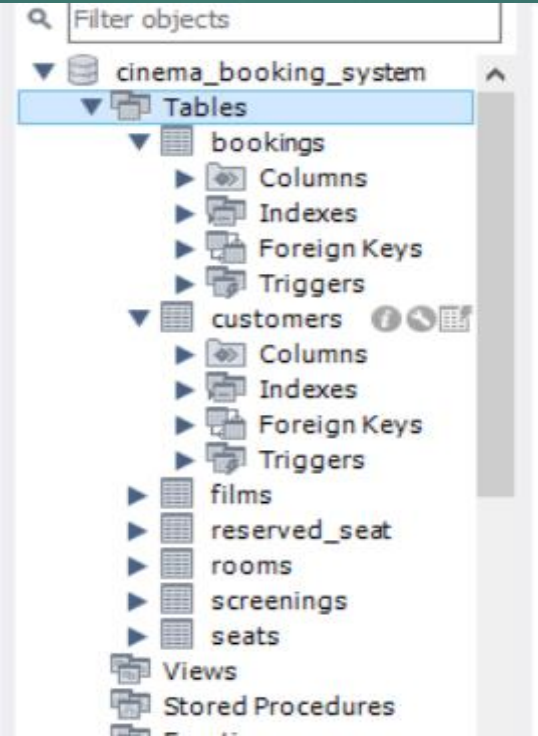 Filter objects
cinema_booking_system
Tables
bookings
Columns
Indexes
Foreign Keys
Triggers
customers
Columns
Indexes
Foreign Keys
Triggers
films
reserved_seat
rooms
screenings
seats
Views
Stored Procedures